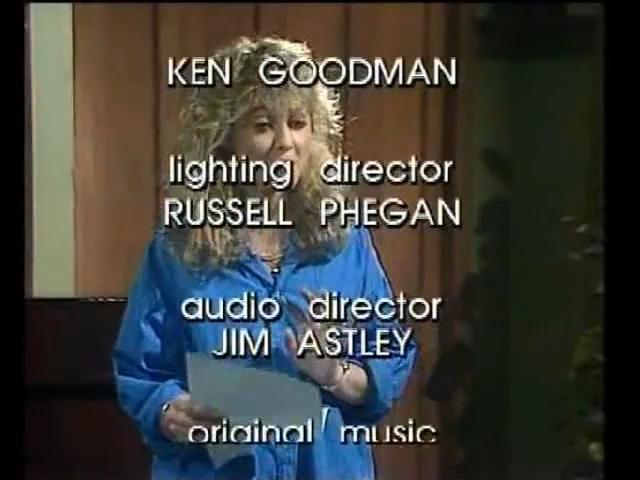 KEN GOODMAN
lighting director
RUSSELL PHEGAN
audio director
JIM ASTLEY
original music